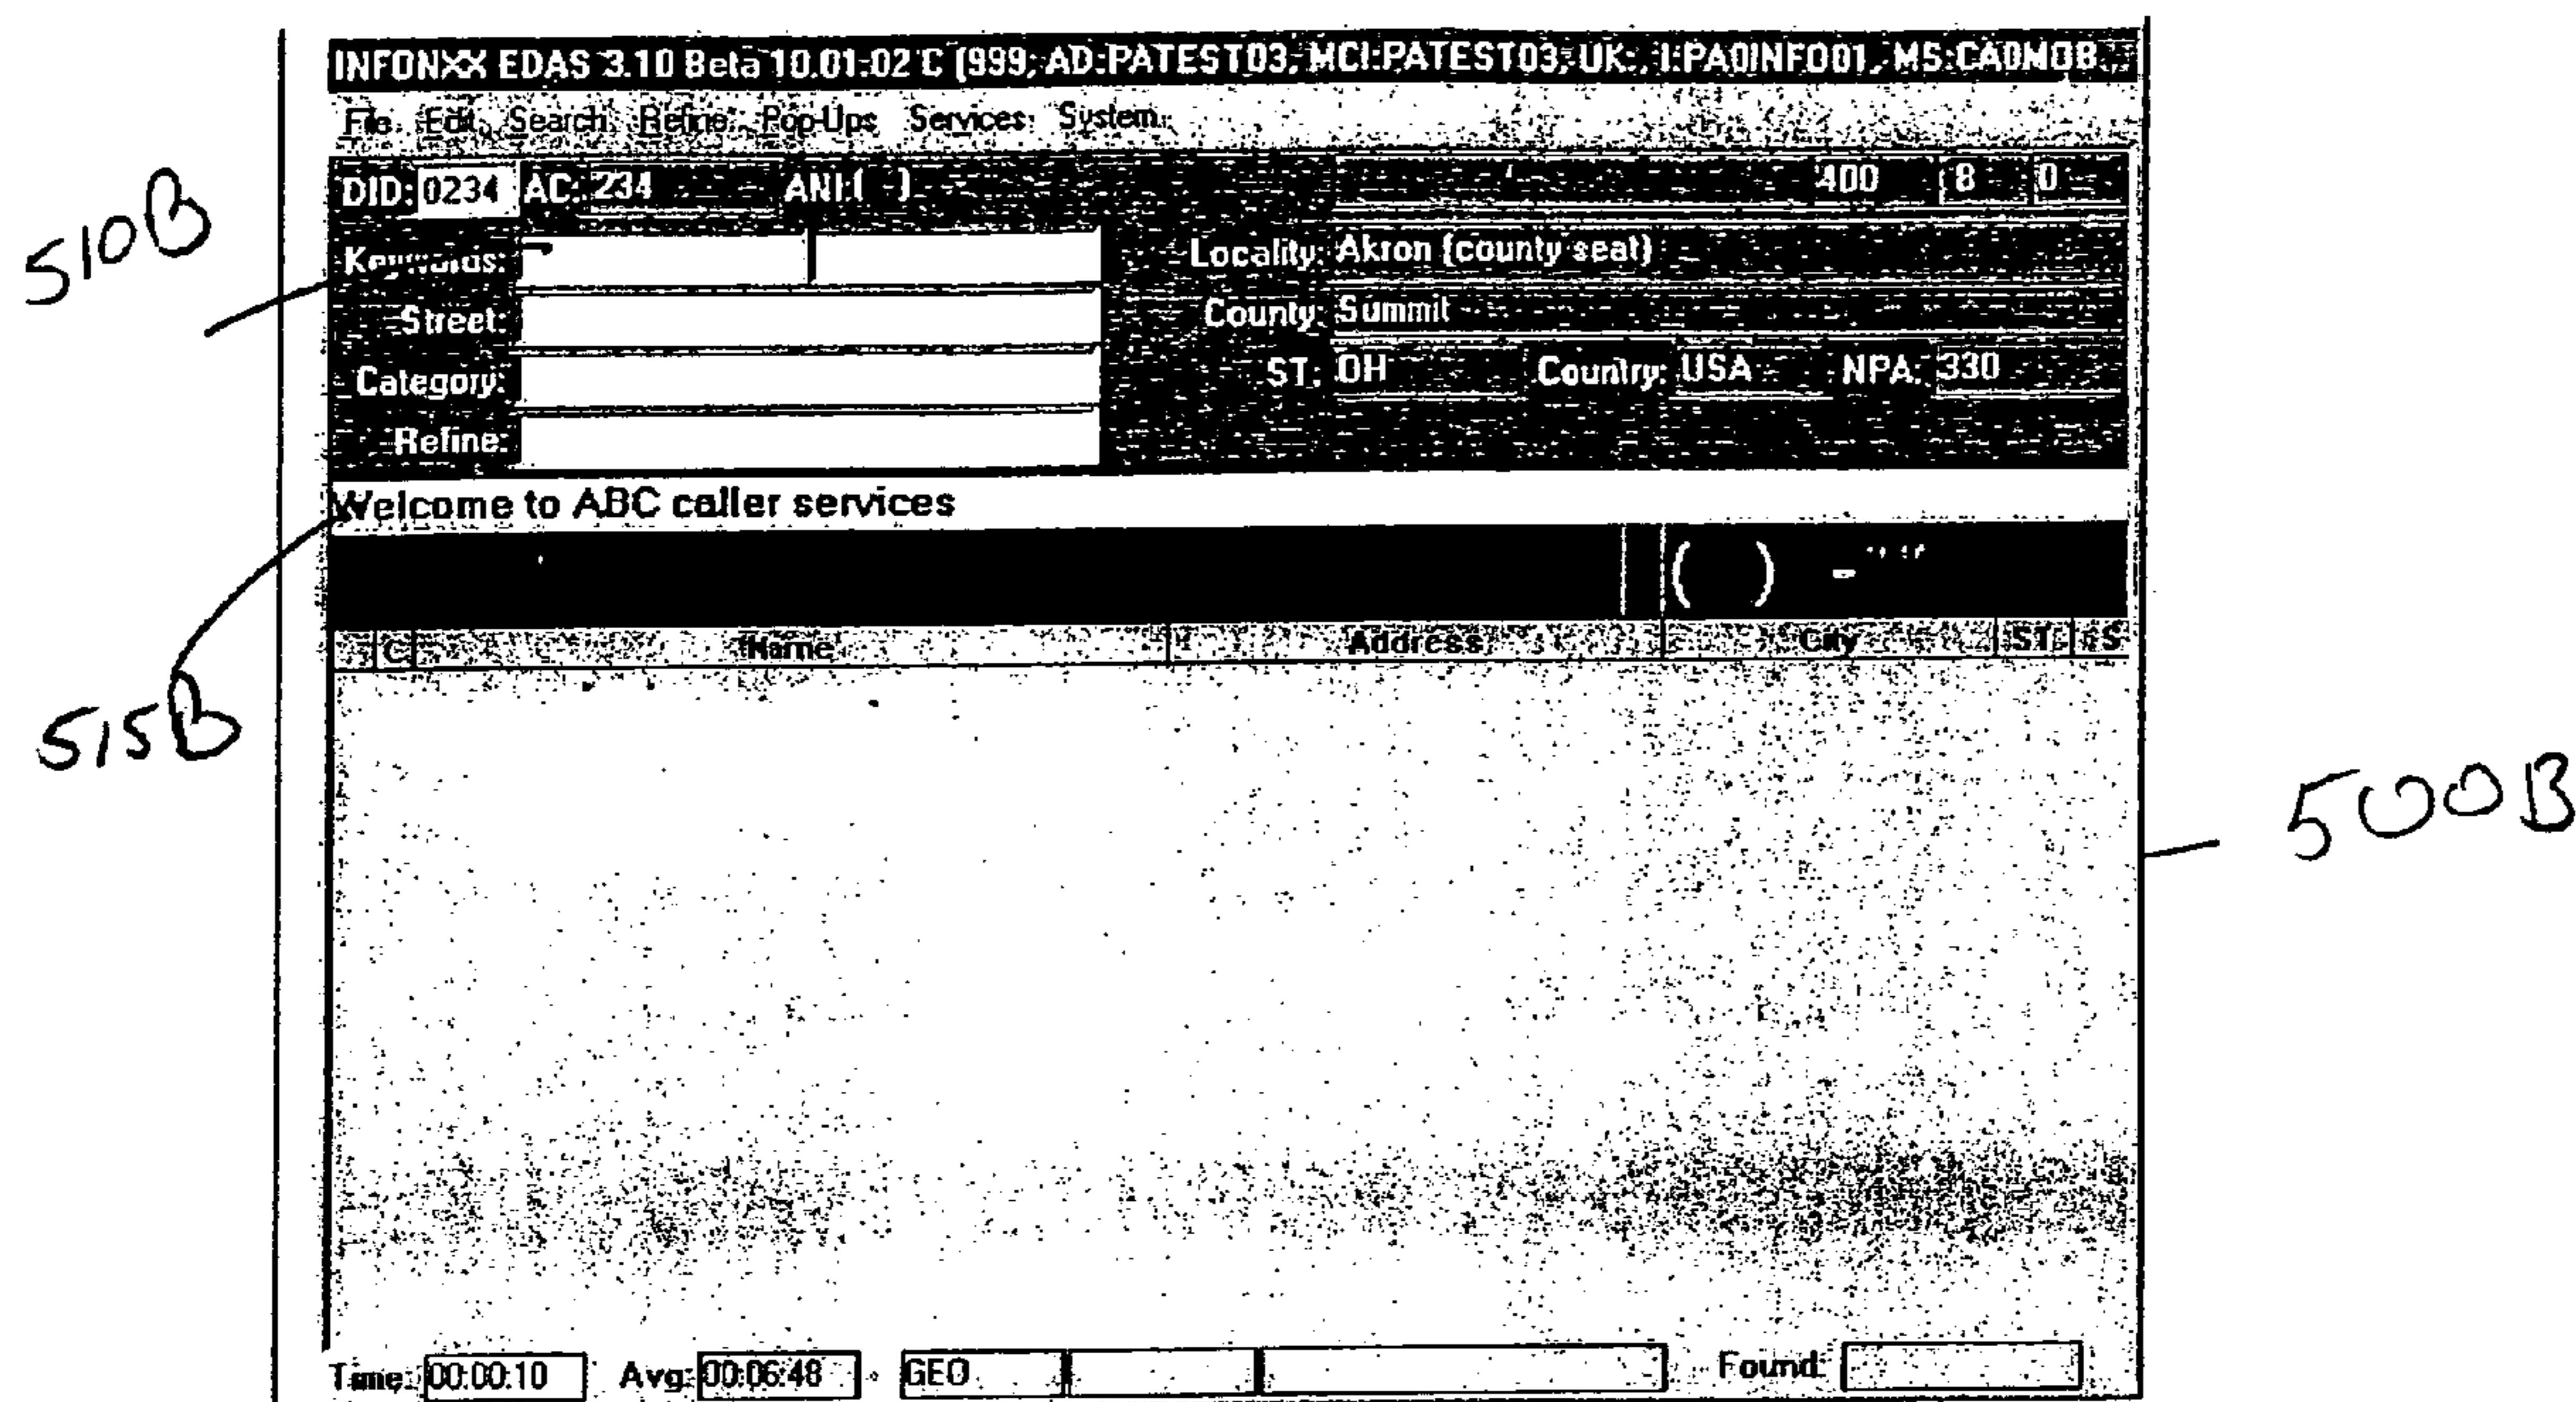 INFONXX EDAS 3.10 Beta 10.01.02 C (999; AD:PATEST03, MCI:PATEST03, UK:, I:PA0INFO01, MS:CADMOB
File Edit Search Refine Pop-Ups Services System
DID: 0234 AC: 234 ANI:( ) 400 8 0
510B
Keywords: Locality: Akron (county seat)
Street: County: Summit
Category: ST: OH Country: USA NPA: 330
Refine:
Welcome to ABC caller services
( ) -
C Name Address City ST S
515B
500B
Time: 00:00:10 Avg: 00:06:48 GEO Found: